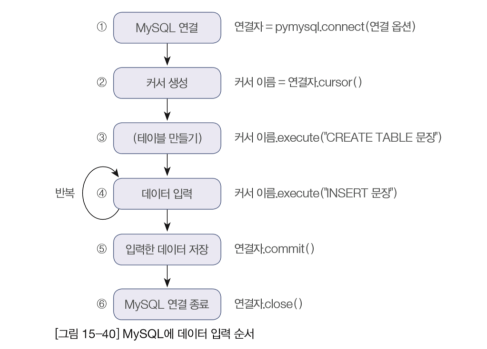 ① MySQL 연결 연결자 = pymysql.connect(연결 옵션)
② 커서 생성 커서 이름 = 연결자.cursor()
③ (테이블 만들기) 커서 이름.execute("CREATE TABLE 문장")
반복 ④ 데이터 입력 커서 이름.execute("INSERT 문장")
⑤ 입력한 데이터 저장 연결자.commit()
⑥ MySQL 연결 종료 연결자.close()
[그림 15-40] MySQL에 데이터 입력 순서